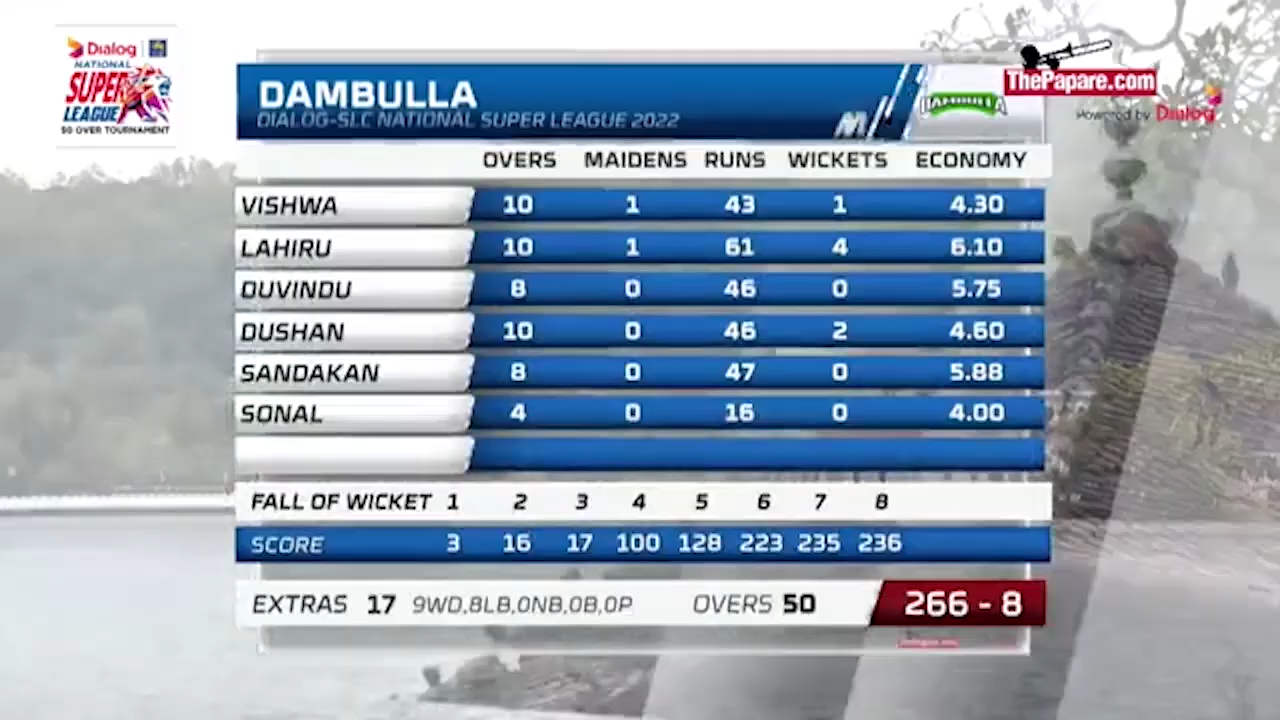 Dialog
NATIONAL
SUPER
LEAGUE
50 OVER TOURNAMENT
ThePapare.com
Powered by Dialog
DAMBULLA
DIALOG-SLC NATIONAL SUPER LEAGUE 2022
DAMBULLA
OVERS MAIDENS RUNS WICKETS ECONOMY
VISHWA 10 1 43 1 4.30
LAHIRU 10 1 61 4 6.10
DUVINDU 8 0 46 0 5.75
DUSHAN 10 0 46 2 4.60
SANDAKAN 8 0 47 0 5.88
SONAL 4 0 16 0 4.00
FALL OF WICKET 1 2 3 4 5 6 7 8
SCORE 3 16 17 100 128 223 235 236
EXTRAS 17 9WD,8LB,0NB,0B,0P OVERS 50 266 - 8